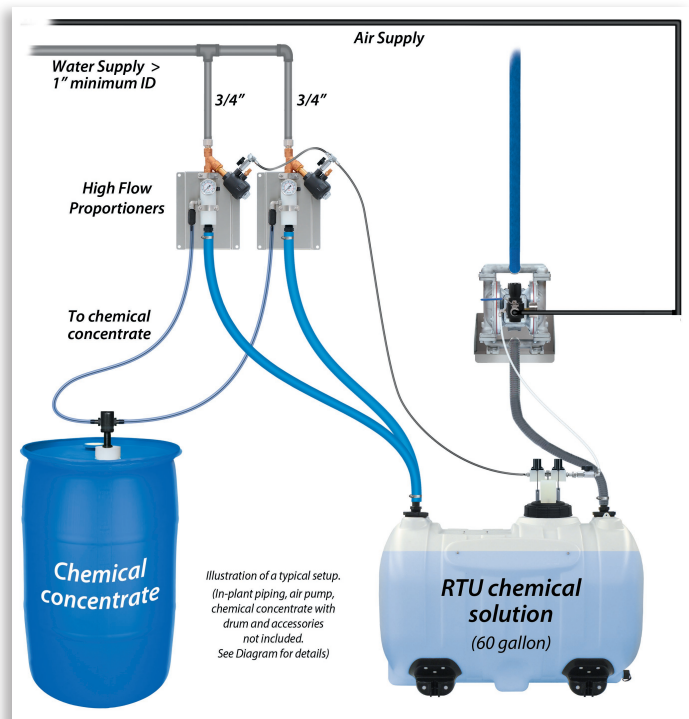 Air Supply
Water Supply >
1” minimum ID
3/4”
3/4”
High Flow
Proportioners
To chemical
concentrate
Chemical
concentrate
Illustration of a typical setup.
(In-plant piping, air pump,
chemical concentrate with
drum and accessories
not included.
See Diagram for details)
RTU chemical
solution
(60 gallon)